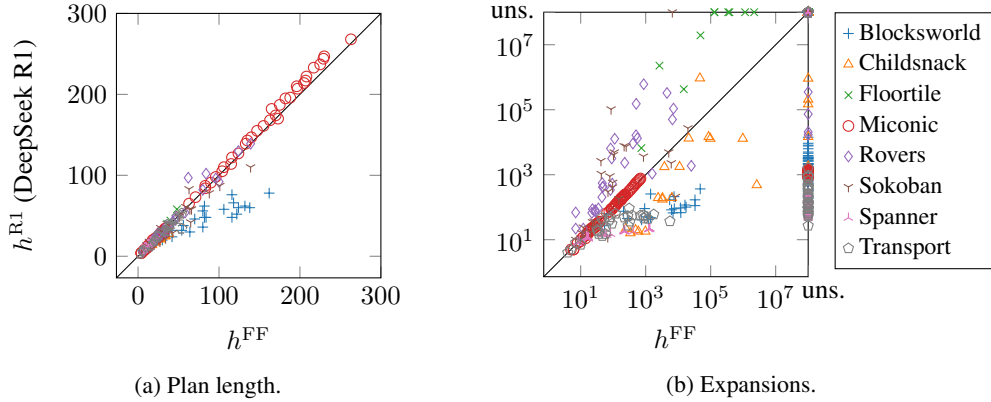 h^R1 (DeepSeek R1)
300
200
100
0
0 100 200 300
h^FF
(a) Plan length.
uns.
10^7
10^5
10^3
10^1
10^1 10^3 10^5 10^7 uns.
h^FF
(b) Expansions.
Blocksworld
Childsnack
Floortile
Miconic
Rovers
Sokoban
Spanner
Transport